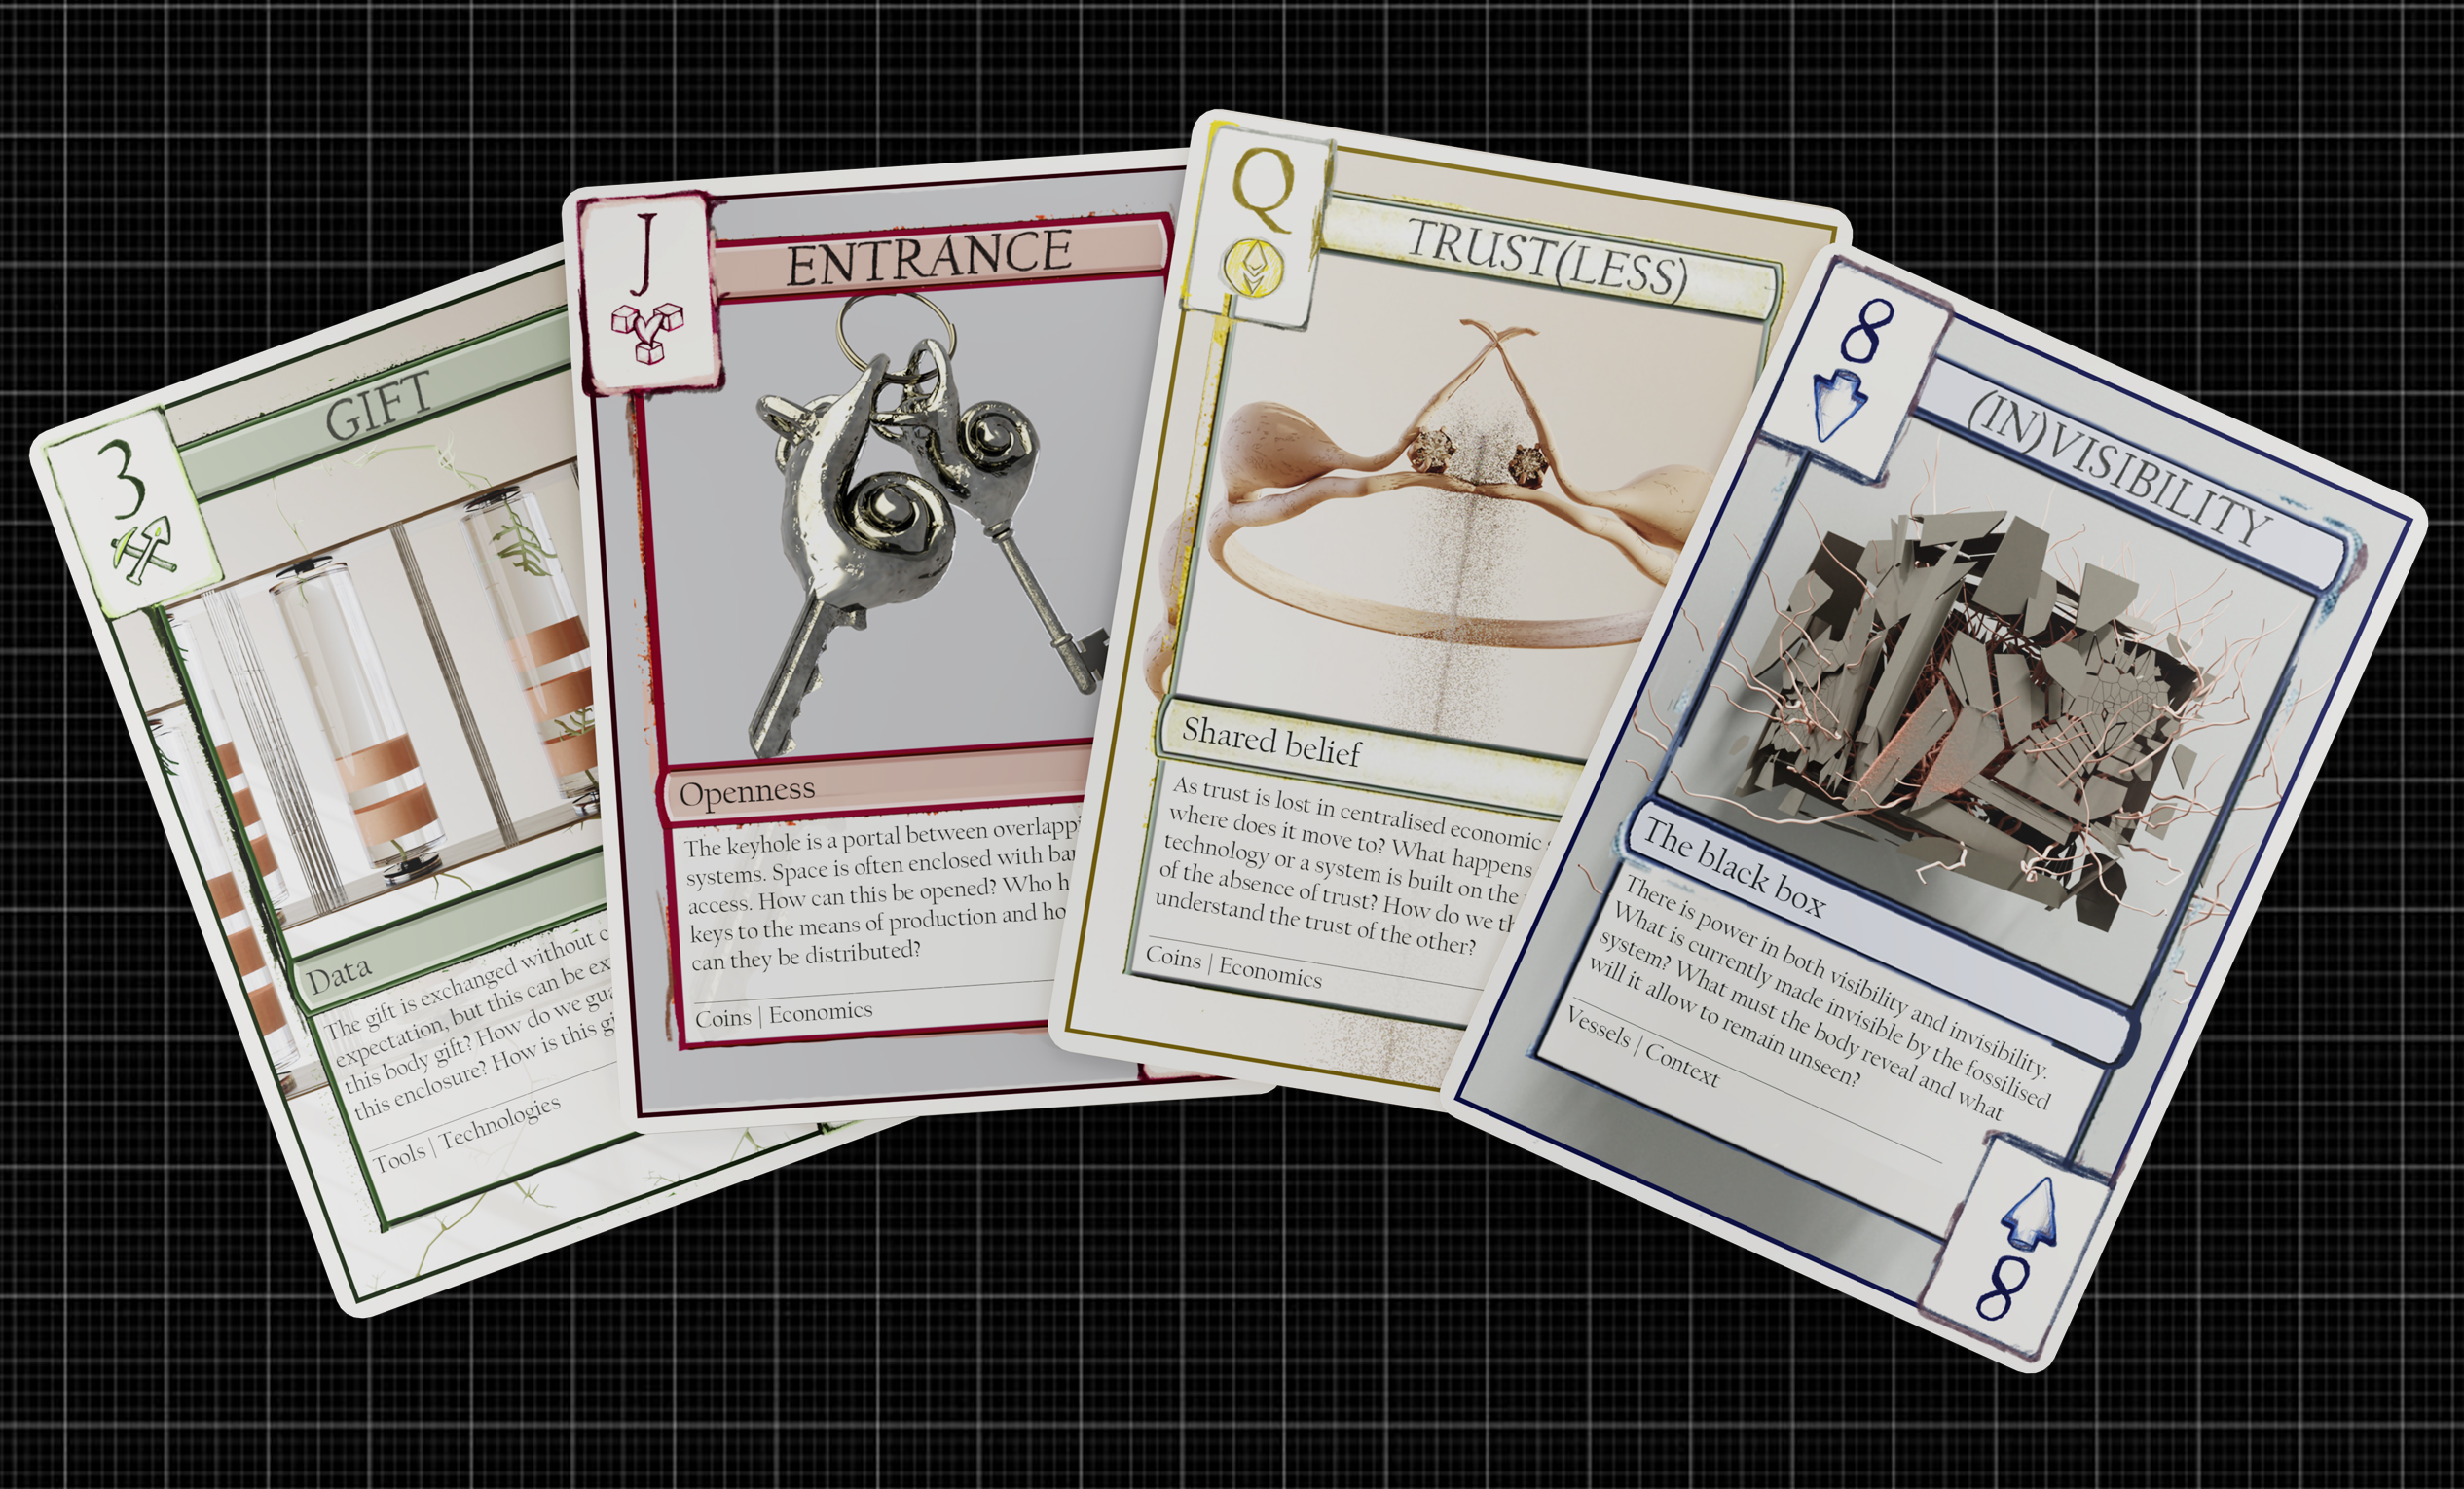 3
GIFT
Data
The gift is exchanged without
expectation, but this can be
this body gift? How do we
this enclosure? How is this
Tools | Technologies
J
ENTRANCE
Openness
The keyhole is a portal between
systems. Space is often enclosed with
access. How can this be opened? Who
keys to the means of production and
can they be distributed?
Coins | Economics
Q
TRUST(LESS)
Shared belief
As trust is lost in centralised economic
where does it move to? What happens
technology or a system is built on the
of the absence of trust? How do we
understand the trust of the other?
Coins | Economics
8
(IN)VISIBILITY
The black box
There is power in both visibility and invisibility.
What is currently made invisible by the fossilised
system? What must the body reveal and what
will it allow to remain unseen?
Vessels | Context
8